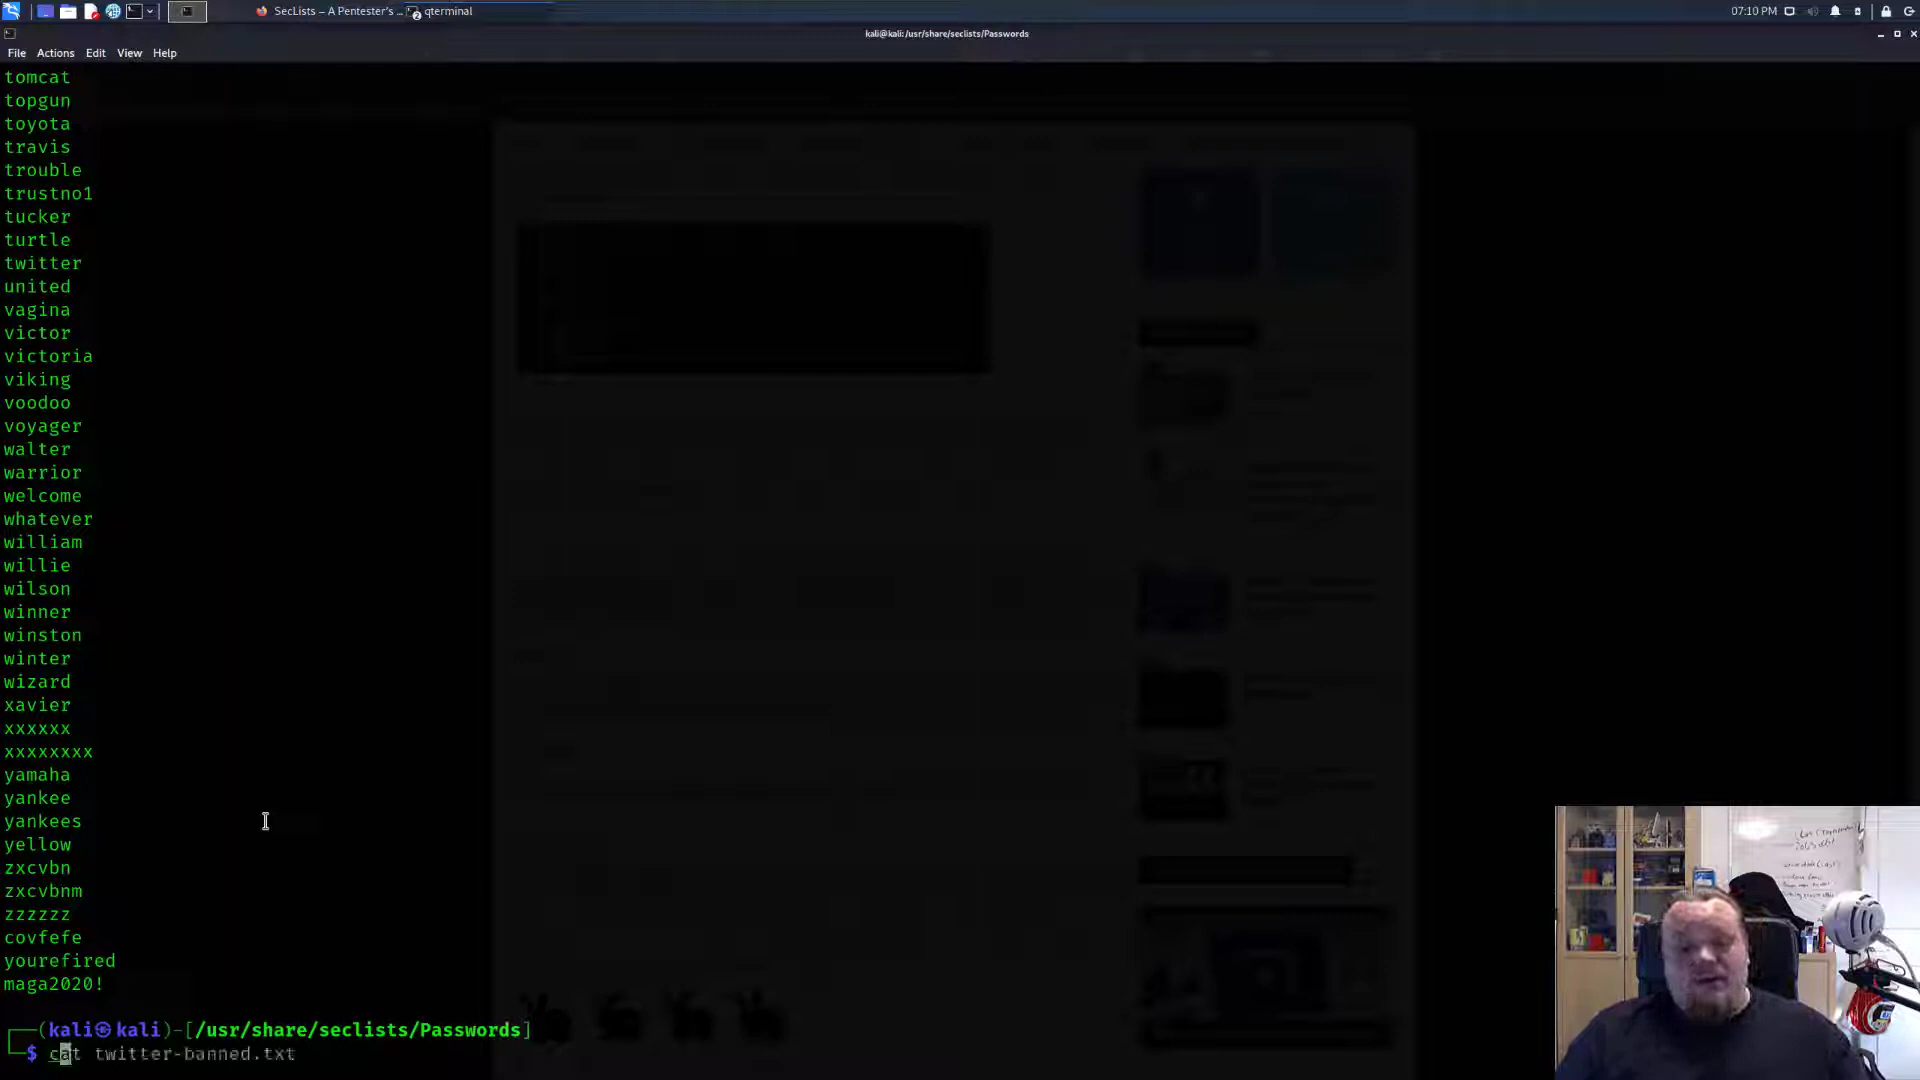 SecLists – A Pentester's ...
qterminal
07:10 PM
kali@kali:/usr/share/seclists/Passwords
File Actions Edit View Help
tomcat
topgun
toyota
travis
trouble
trustno1
tucker
turtle
twitter
united
vagina
victor
victoria
viking
voodoo
voyager
walter
warrior
welcome
whatever
william
willie
wilson
winner
winston
winter
wizard
xavier
xxxxxx
xxxxxxxx
yamaha
yankee
yankees
yellow
zxcvbn
zxcvbnm
zzzzzz
covfefe
yourefired
maga2020!
(kali㉿kali)-[/usr/share/seclists/Passwords]
$ cat twitter-banned.txt